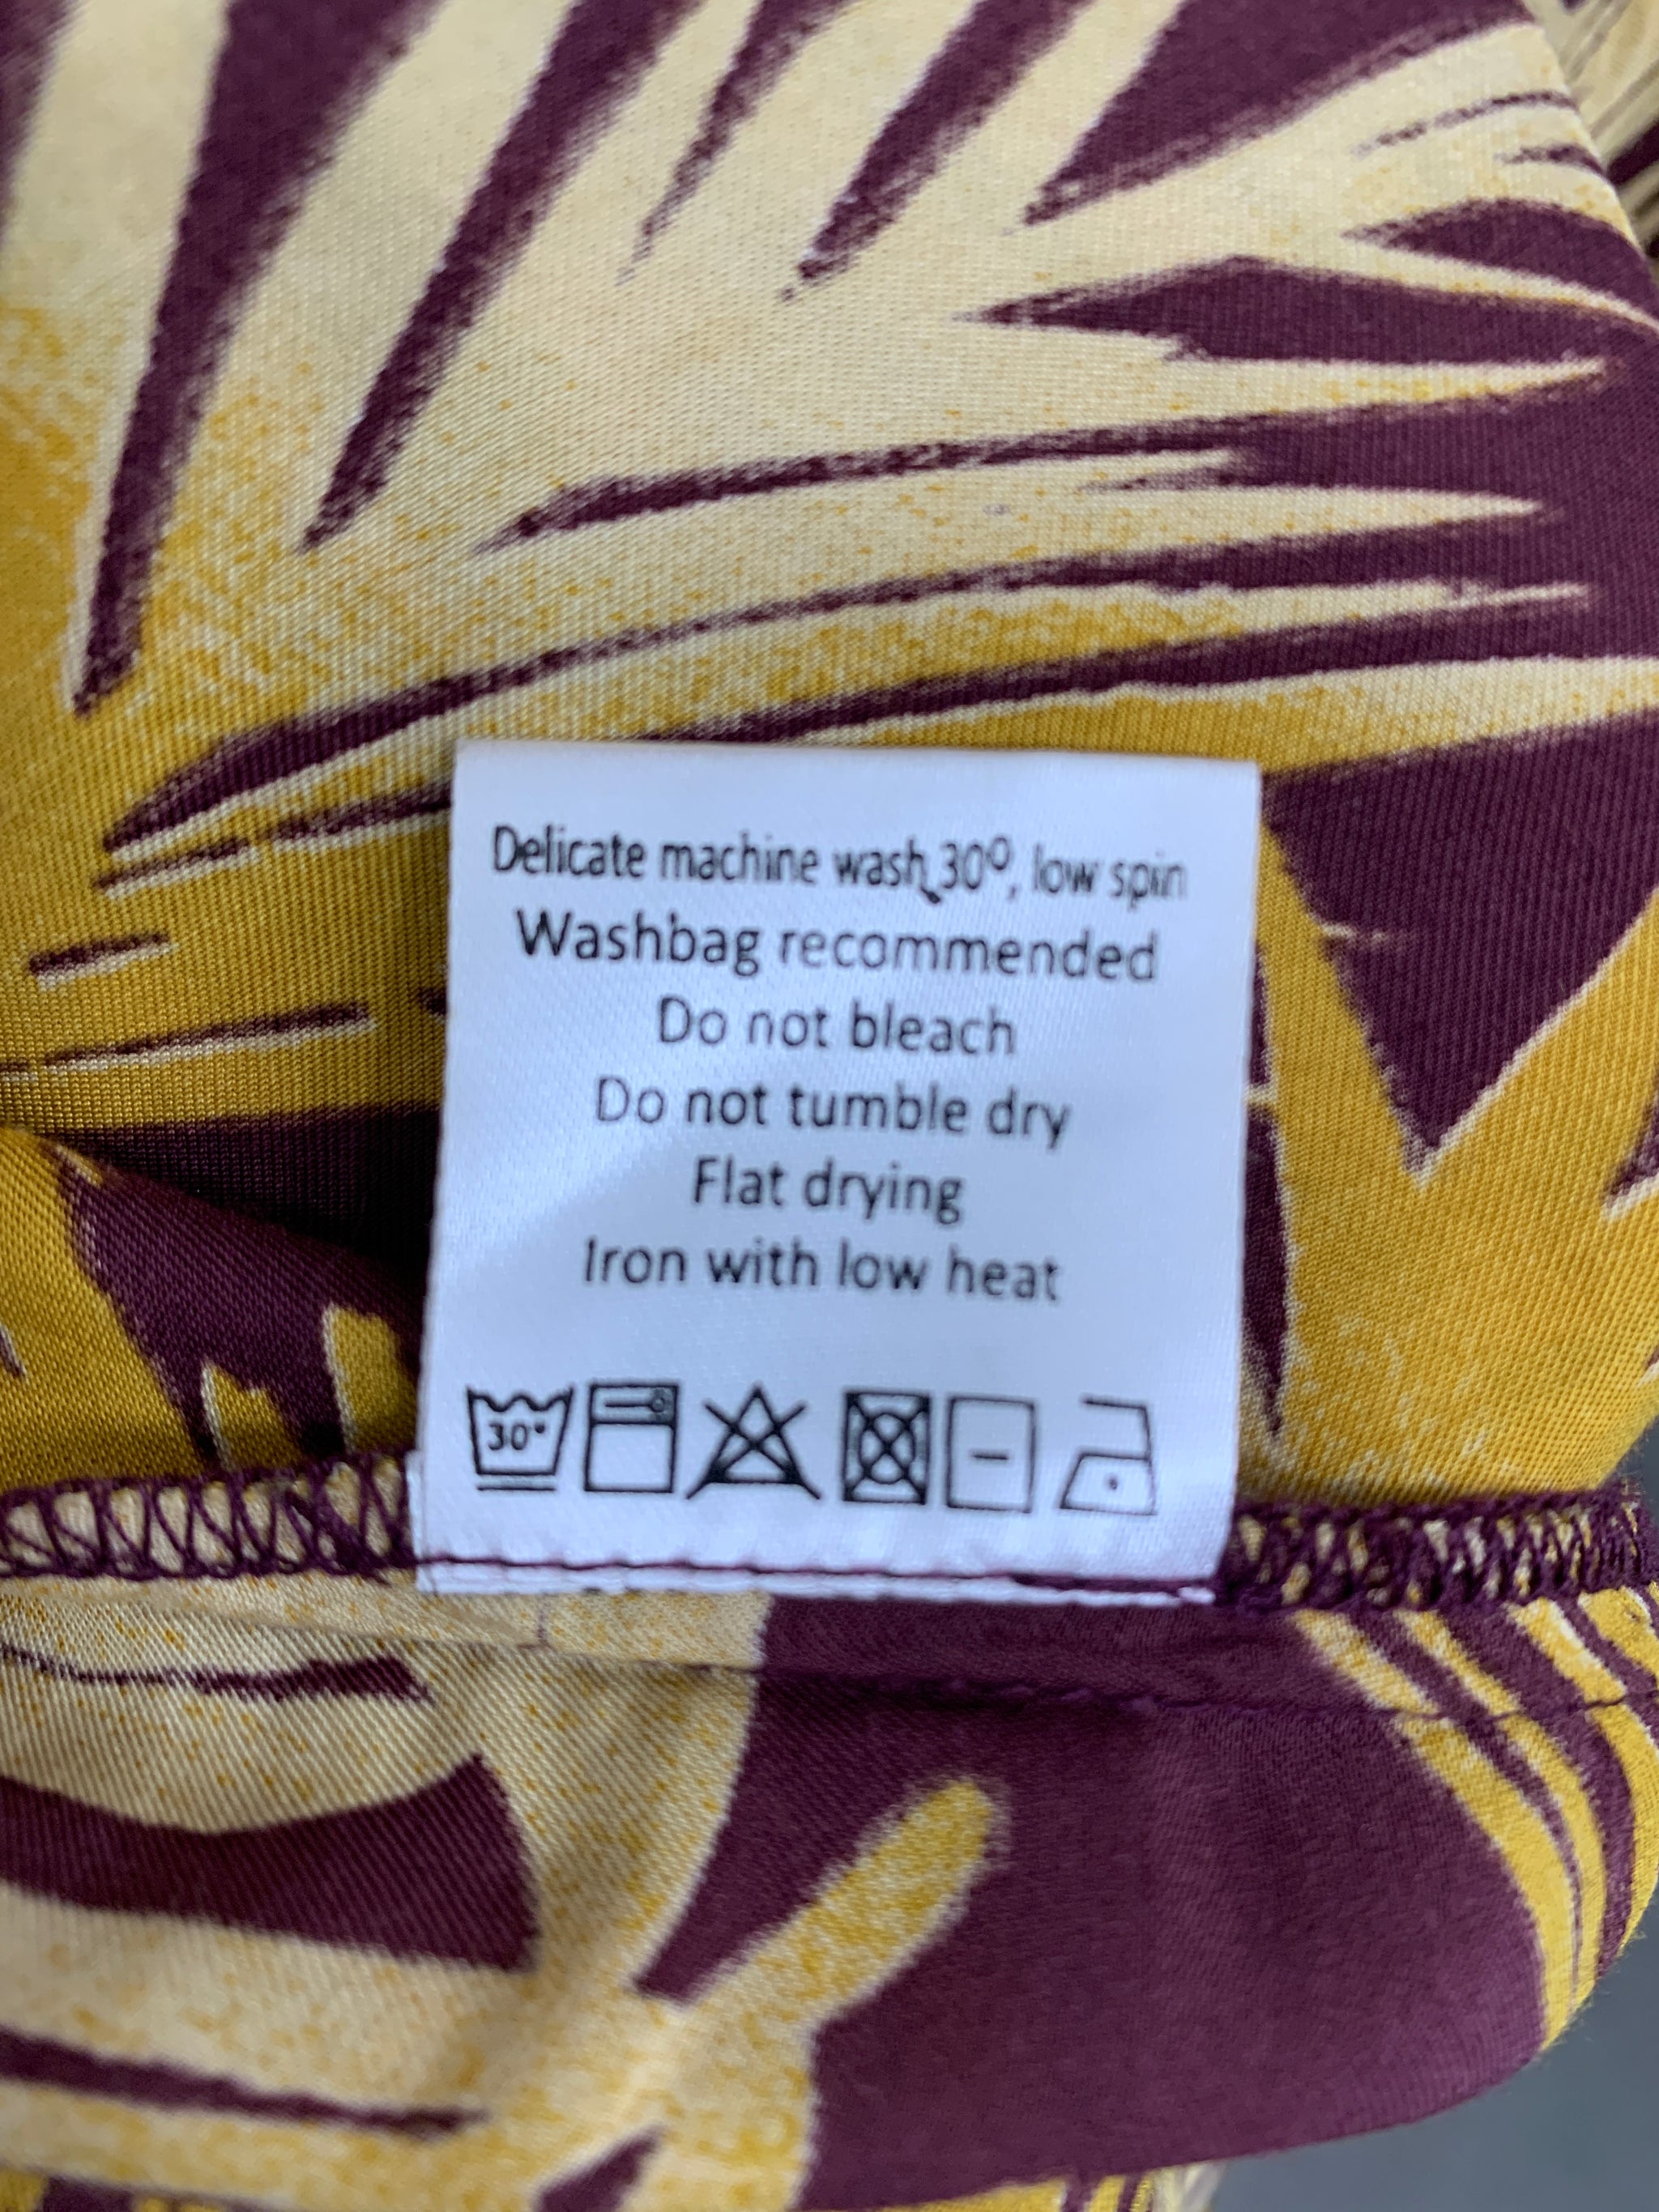 Delicate machine wash 30º, low spin
Washbag recommended
Do not bleach
Do not tumble dry
Flat drying
Iron with low heat
30°